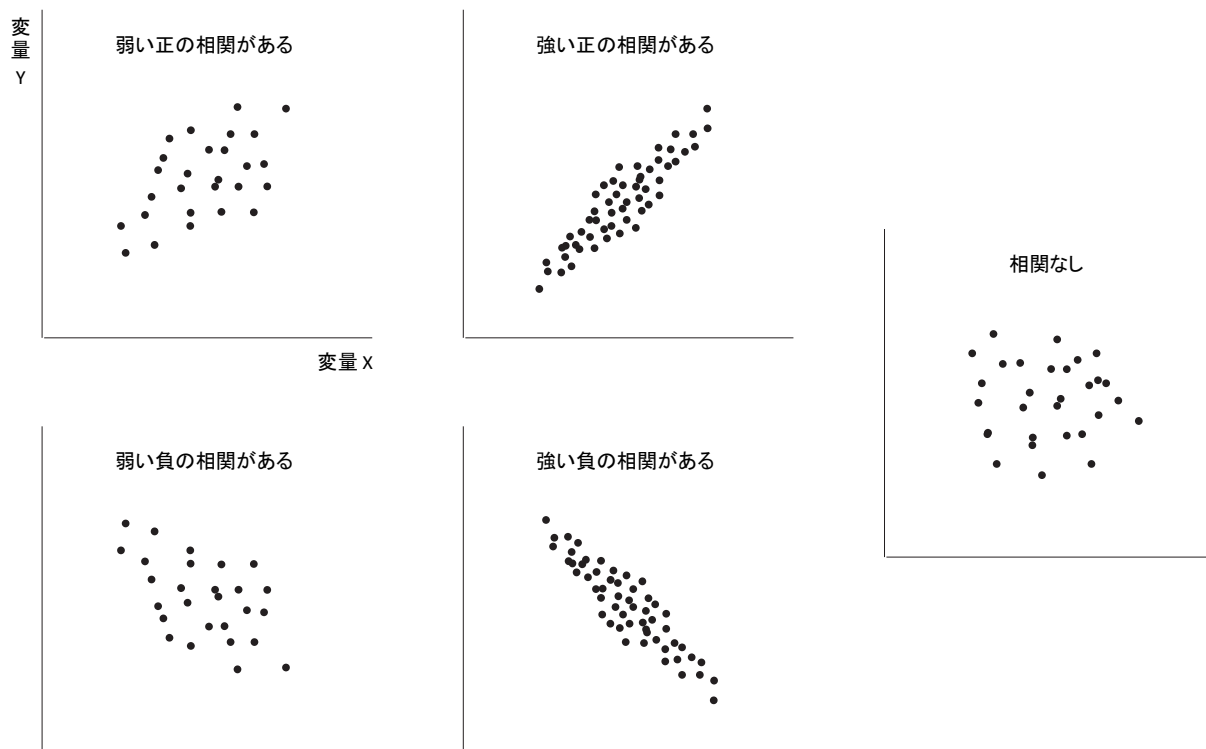 変量 Y
弱い正の相関がある
強い正の相関がある
変量 X
相関なし
弱い負の相関がある
強い負の相関がある